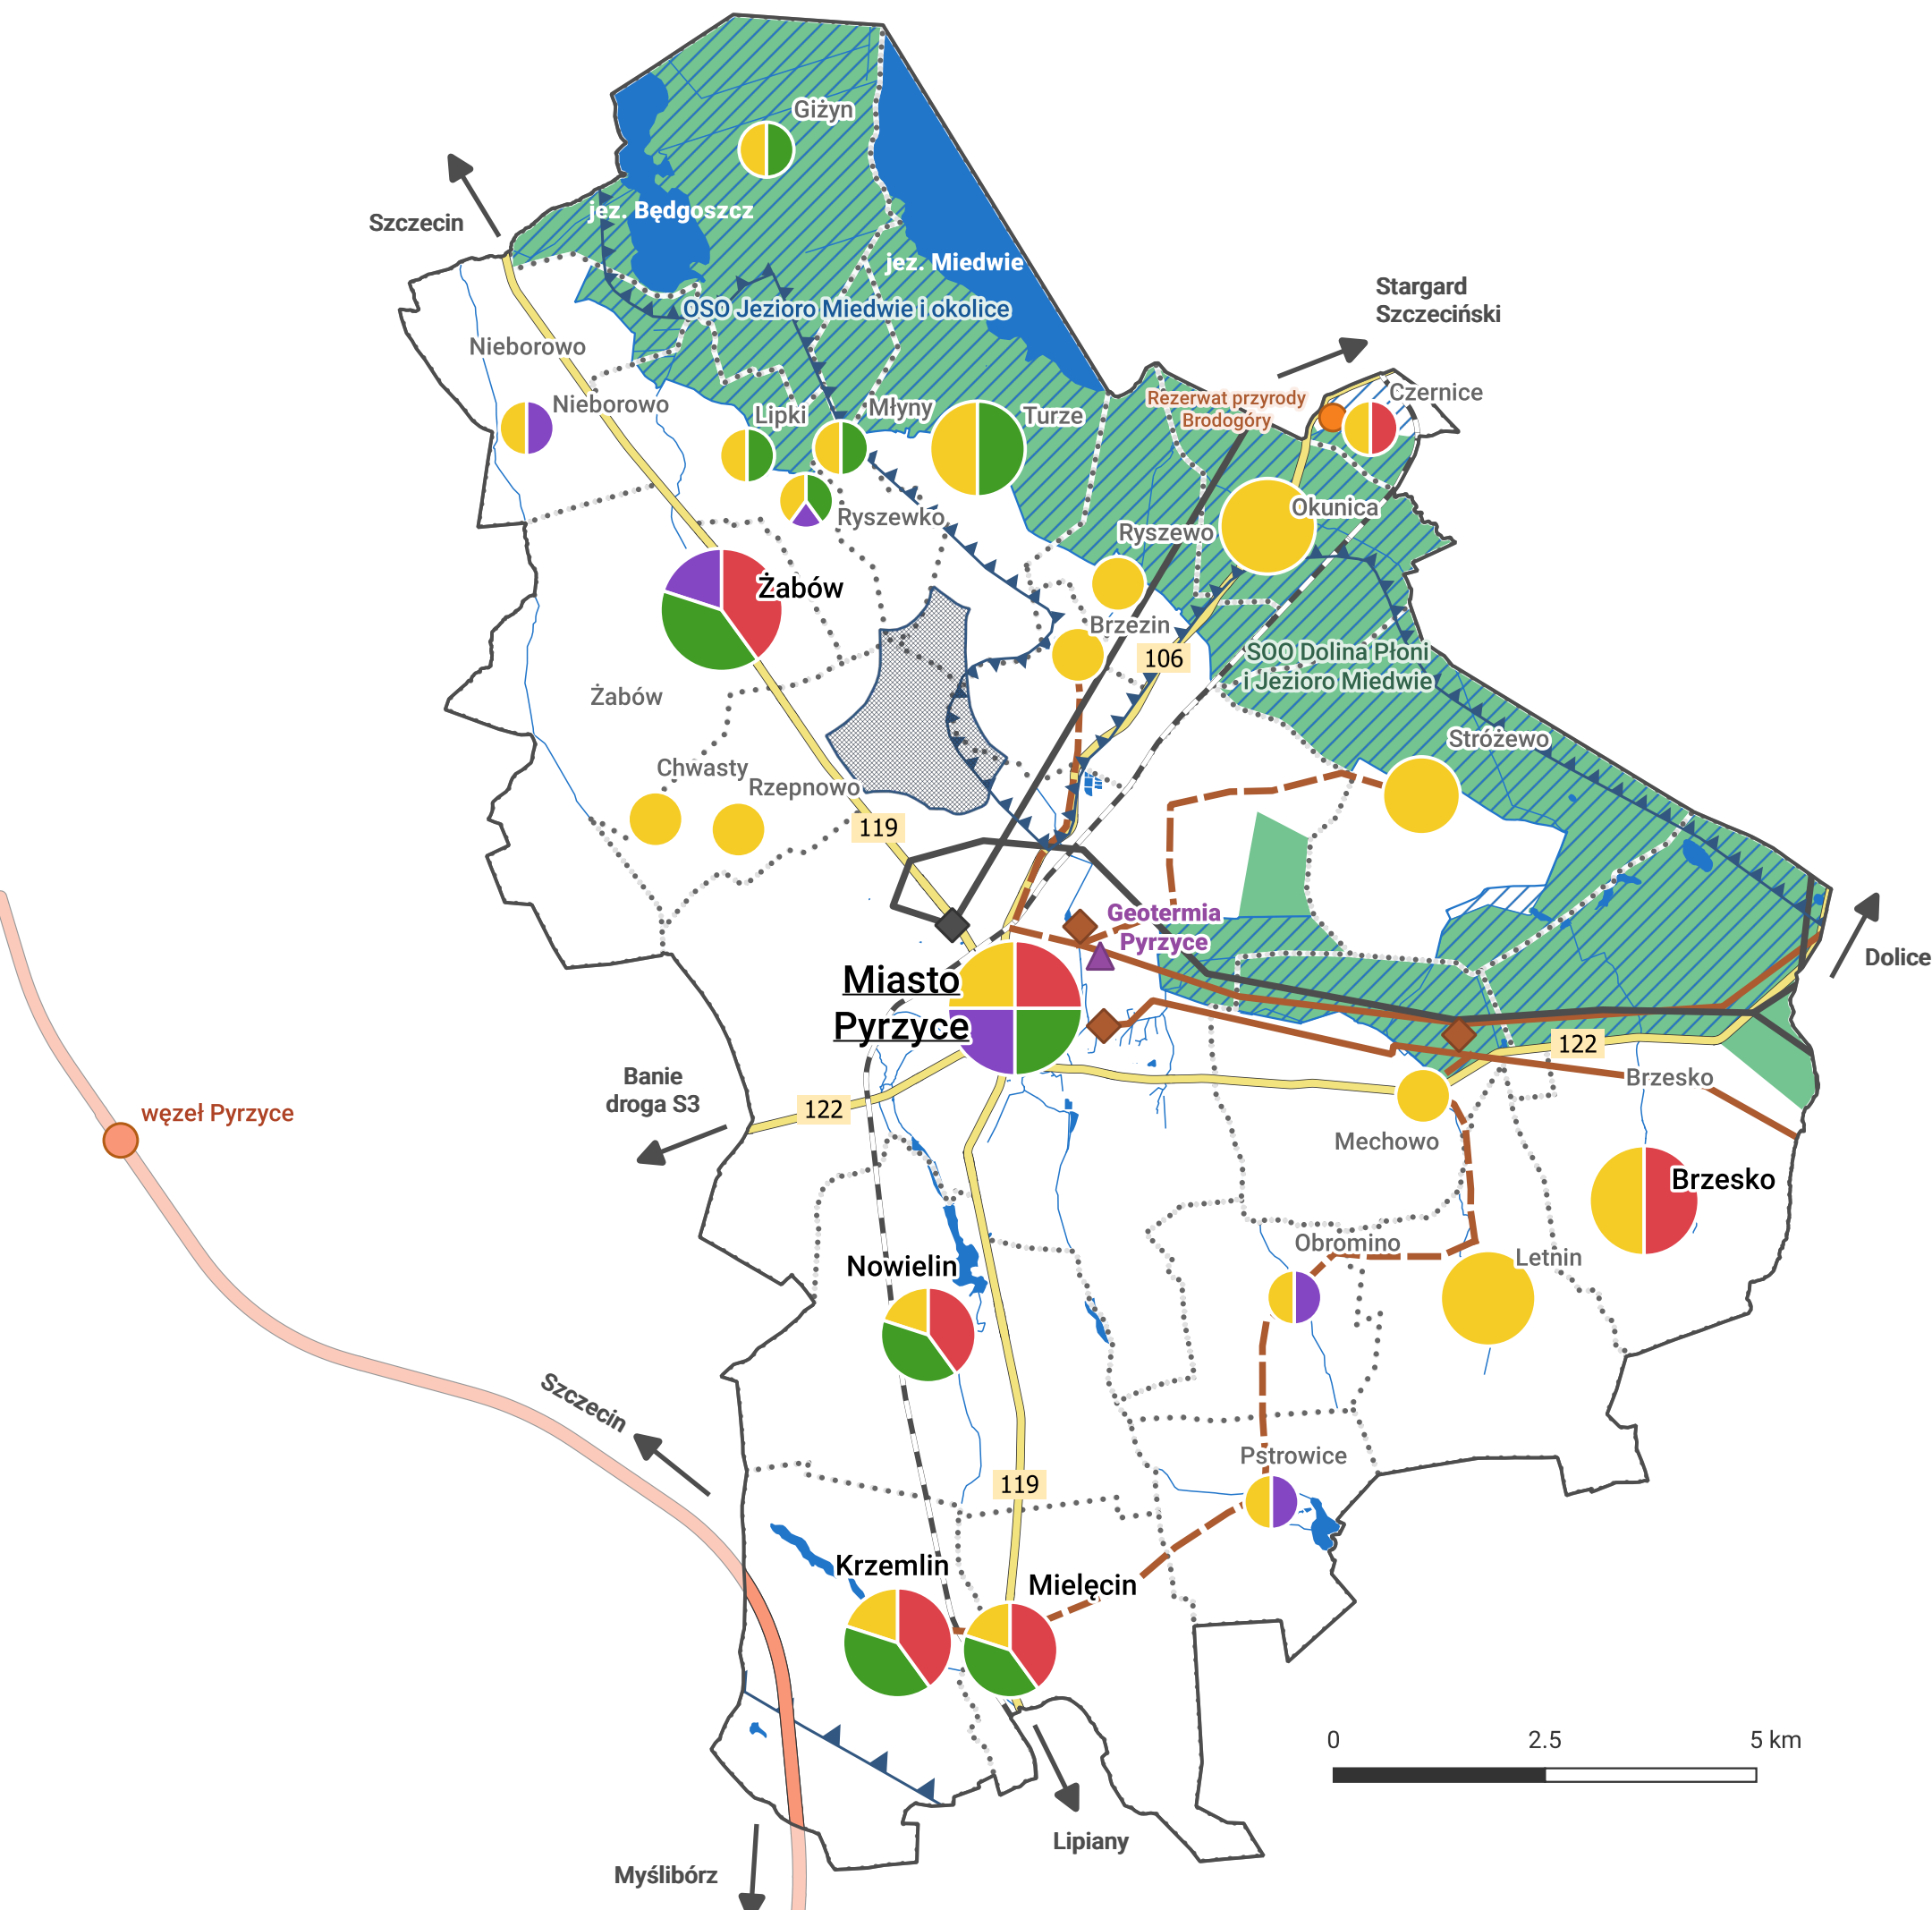 Giżyn
jez. Będgoszcz
Szczecin
jez. Miedwie
Stargard
Szczeciński
OSO Jezioro Miedwie i okolice
Nieborowo
Nieborowo
Lipki
Młyny
Turze
Rezerwat przyrody
Brodogóry
Czernice
Okunica
Ryszewko
Ryszewo
Żabów
Brzezin
106
SOO Dolina Płoni
i Jezioro Miedwie
Żabów
Stróżewo
Chwasty
Rzepnowo
119
Geotermia
Pyrzyce
Dolice
Miasto
Pyrzyce
122
Banie
droga S3
122
Brzesko
węzeł Pyrzyce
Mechowo
Brzesko
Obromino
Letnin
Nowielin
Szczecin
Pstrowice
119
Krzemlin
Mielęcin
0 2.5 5 km
Lipiany
Myślibórz